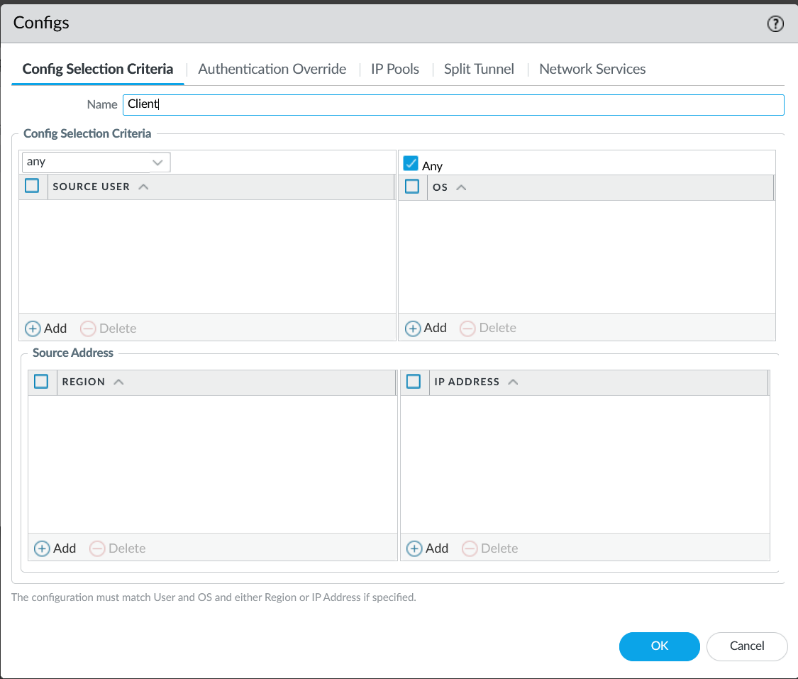 Configs
Config Selection Criteria Authentication Override IP Pools Split Tunnel Network Services
Name Client
Config Selection Criteria
any Any
SOURCE USER OS
Add Delete Add Delete
Source Address
REGION IP ADDRESS
Add Delete Add Delete
The configuration must match User and OS and either Region or IP Address if specified.
OK Cancel